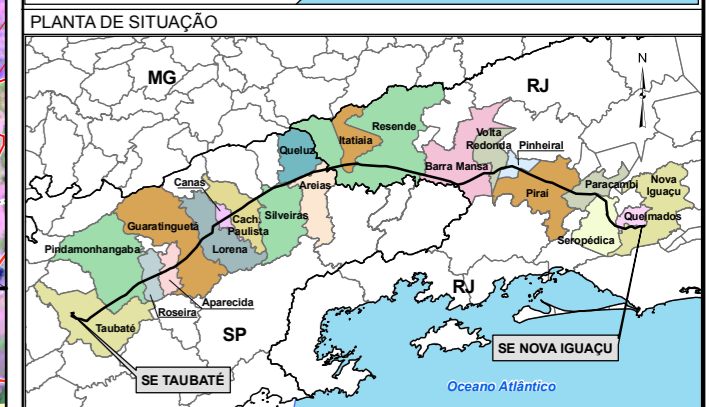 PLANTA DE SITUAÇÃO
N
MG
RJ
Resende
Itatiaia
Volta
Redonda
Pinheiral
Queluz
Barra Mansa
Areias
Canas
Paracambi
Nova
Iguaçu
Piraí
Silveiras
Cach.
Paulista
Guaratinguetá
Queimados
Seropédica
Lorena
Pindamonhangaba
RJ
Aparecida
Roseira
Taubaté
SP
SE NOVA IGUAÇU
SE TAUBATÉ
Oceano Atlântico